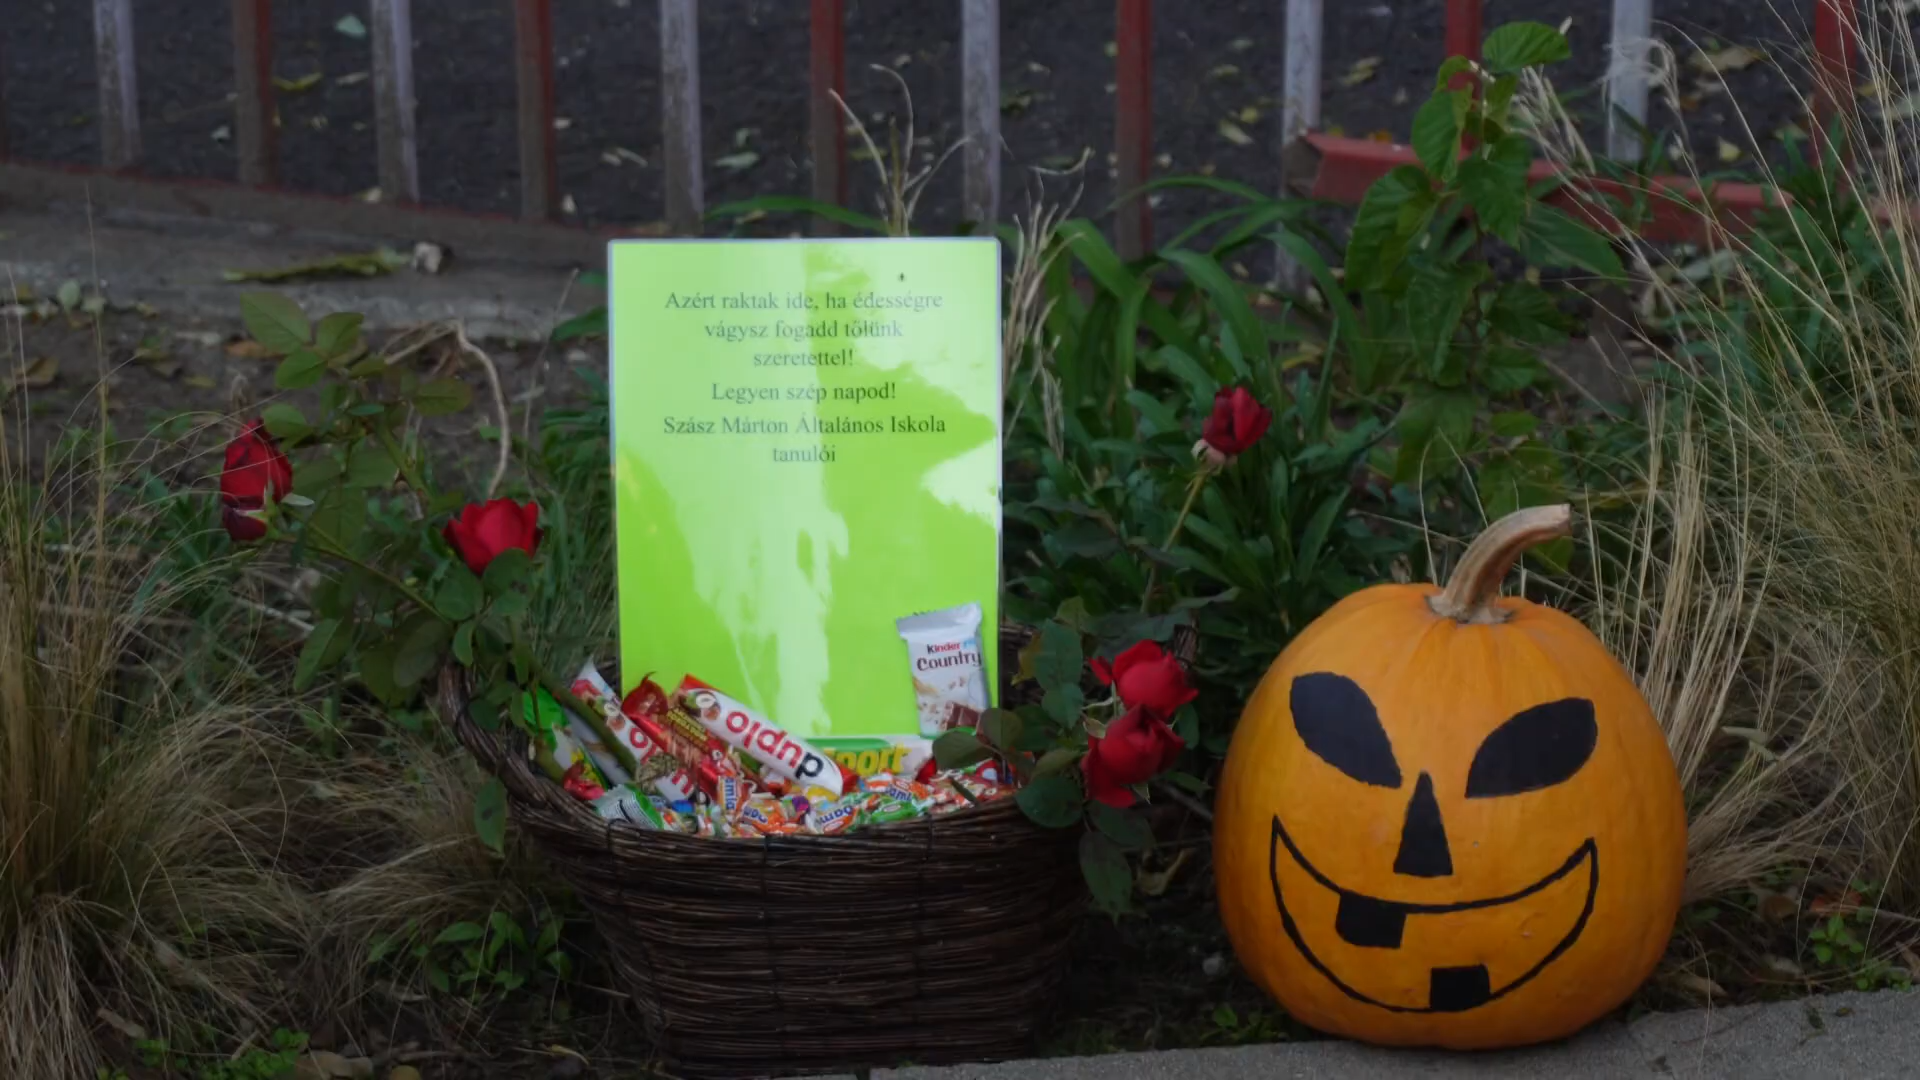 Azért raktak ide, ha édességre
vágysz fogadd tőlünk
szeretettel!
Legyen szép napod!
Szász Márton Általános Iskola
tanulói
kinder
Country
duplo
port